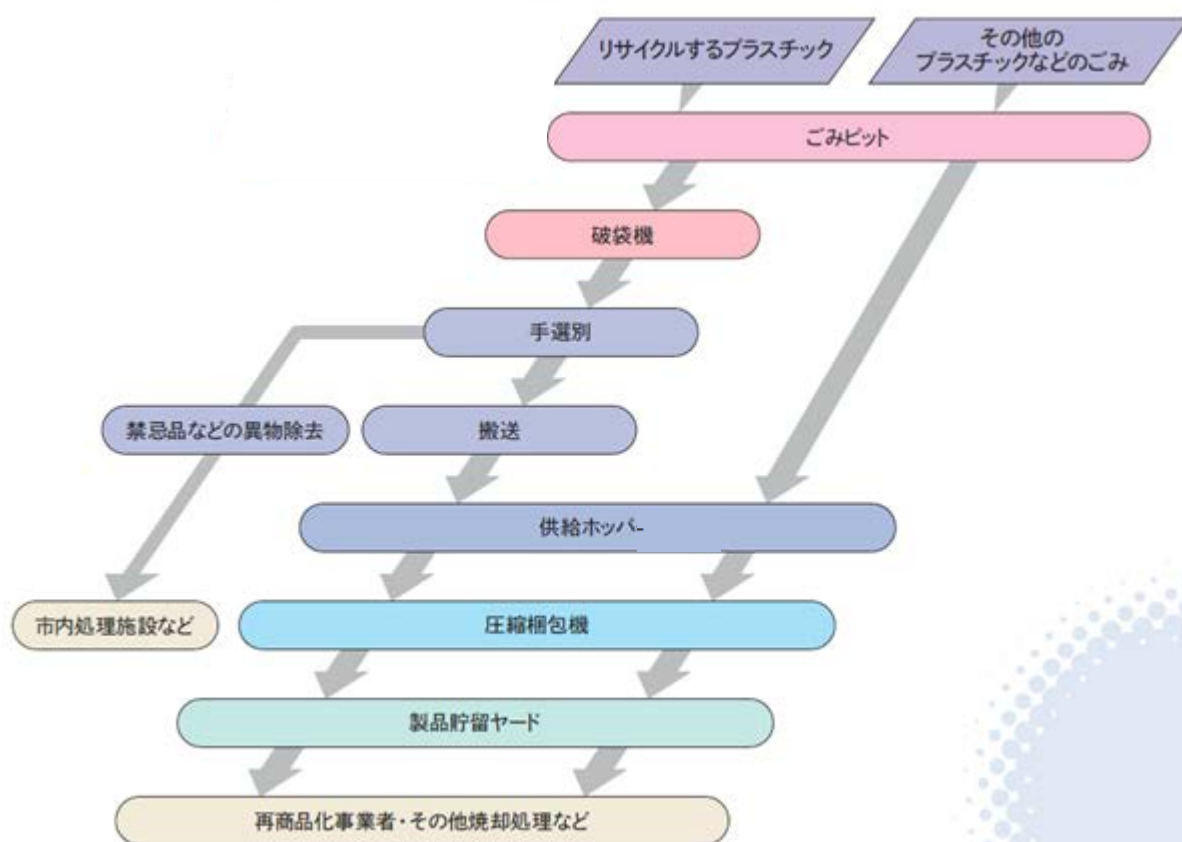 リサイクルするプラスチック
その他の
プラスチックなどのごみ
ごみピット
破袋機
手選別
禁忌品などの異物除去
搬送
供給ホッパー
市内処理施設など
圧縮梱包機
製品貯留ヤード
再商品化事業者・その他焼却処理など